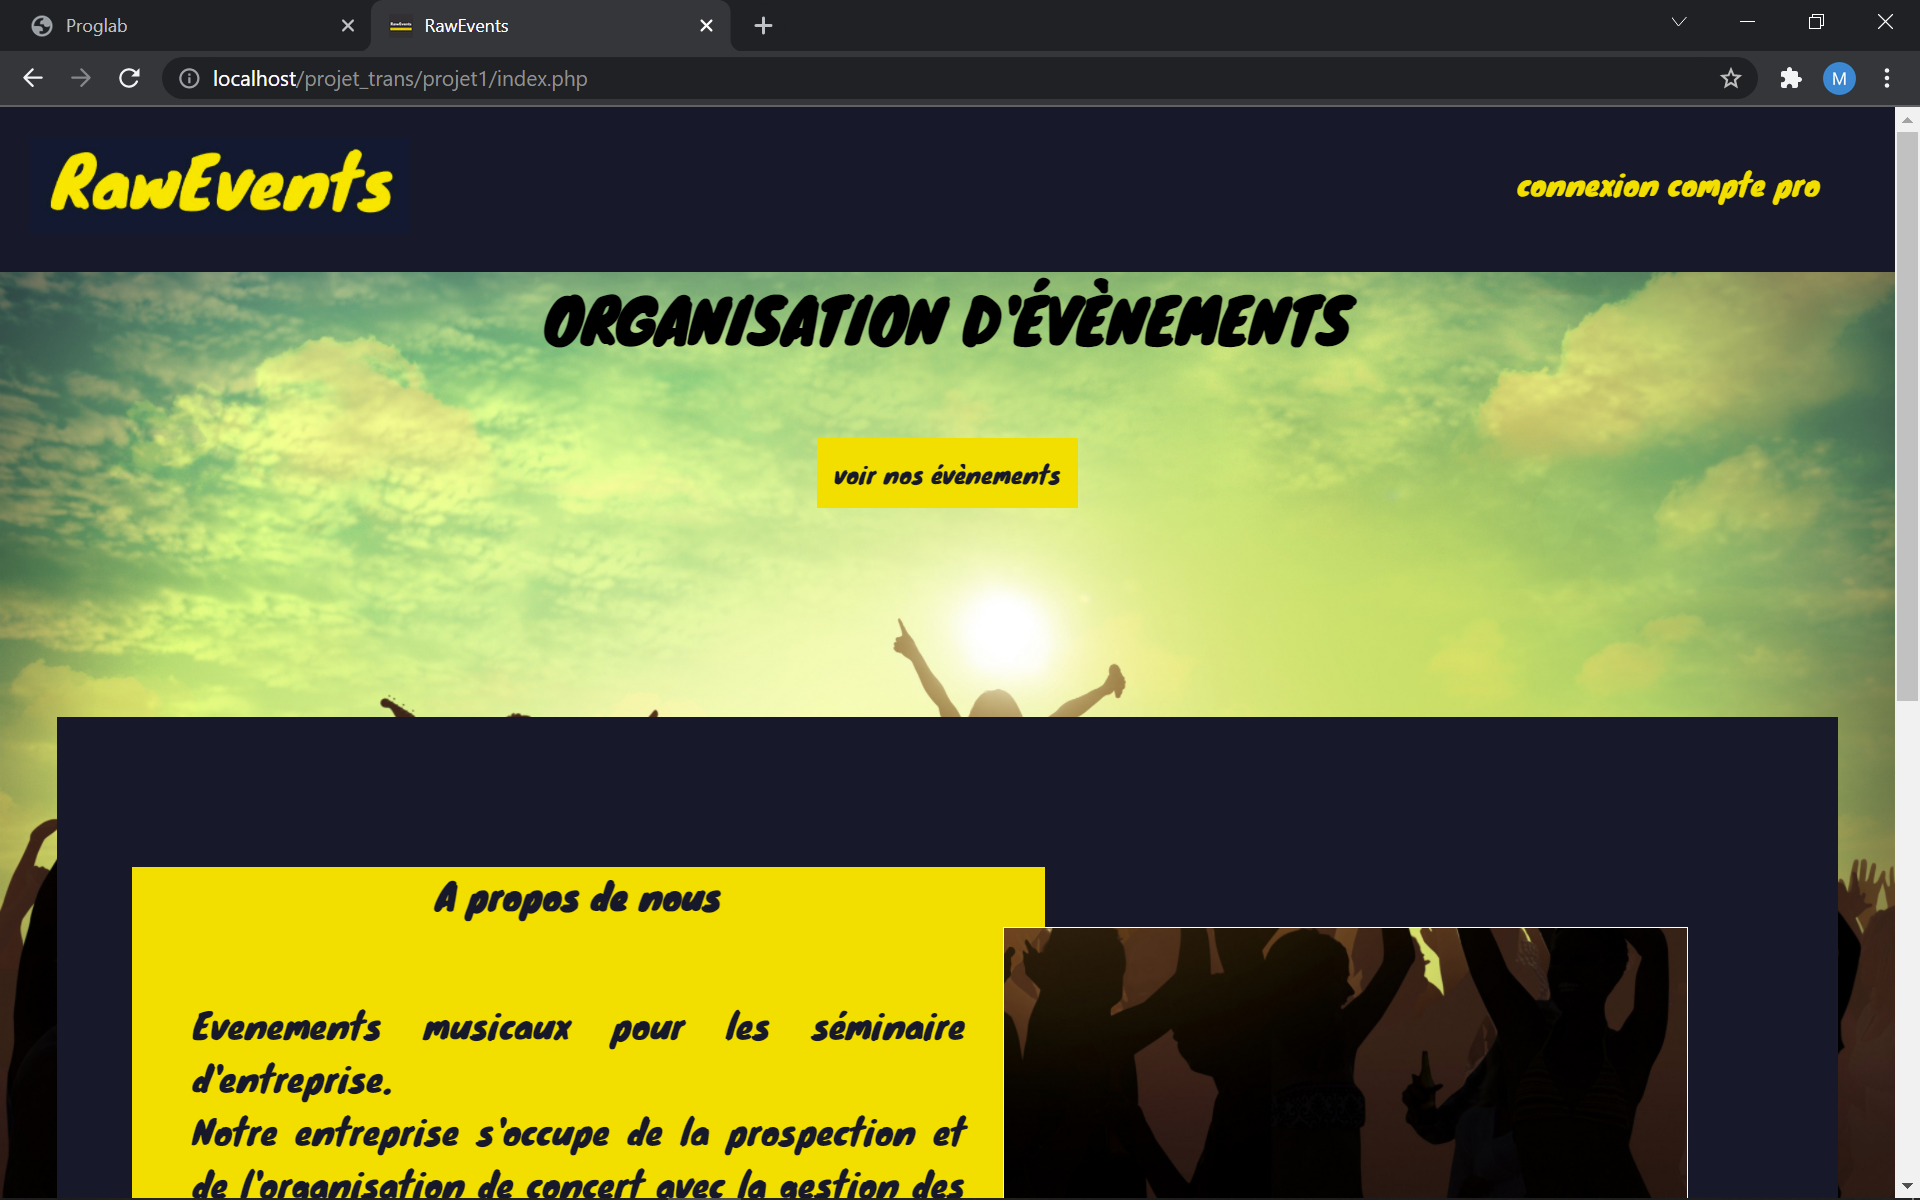 Proglab
RawEvents
localhost/projet_trans/projet1/index.php
M
RawEvents
connexion compte pro
ORGANISATION D'ÉVÈNEMENTS
voir nos évènements
A propos de nous
Evenements musicaux pour les séminaire
d'entreprise.
Notre entreprise s'occupe de la prospection et
de l'organisation de concert avec la gestion des